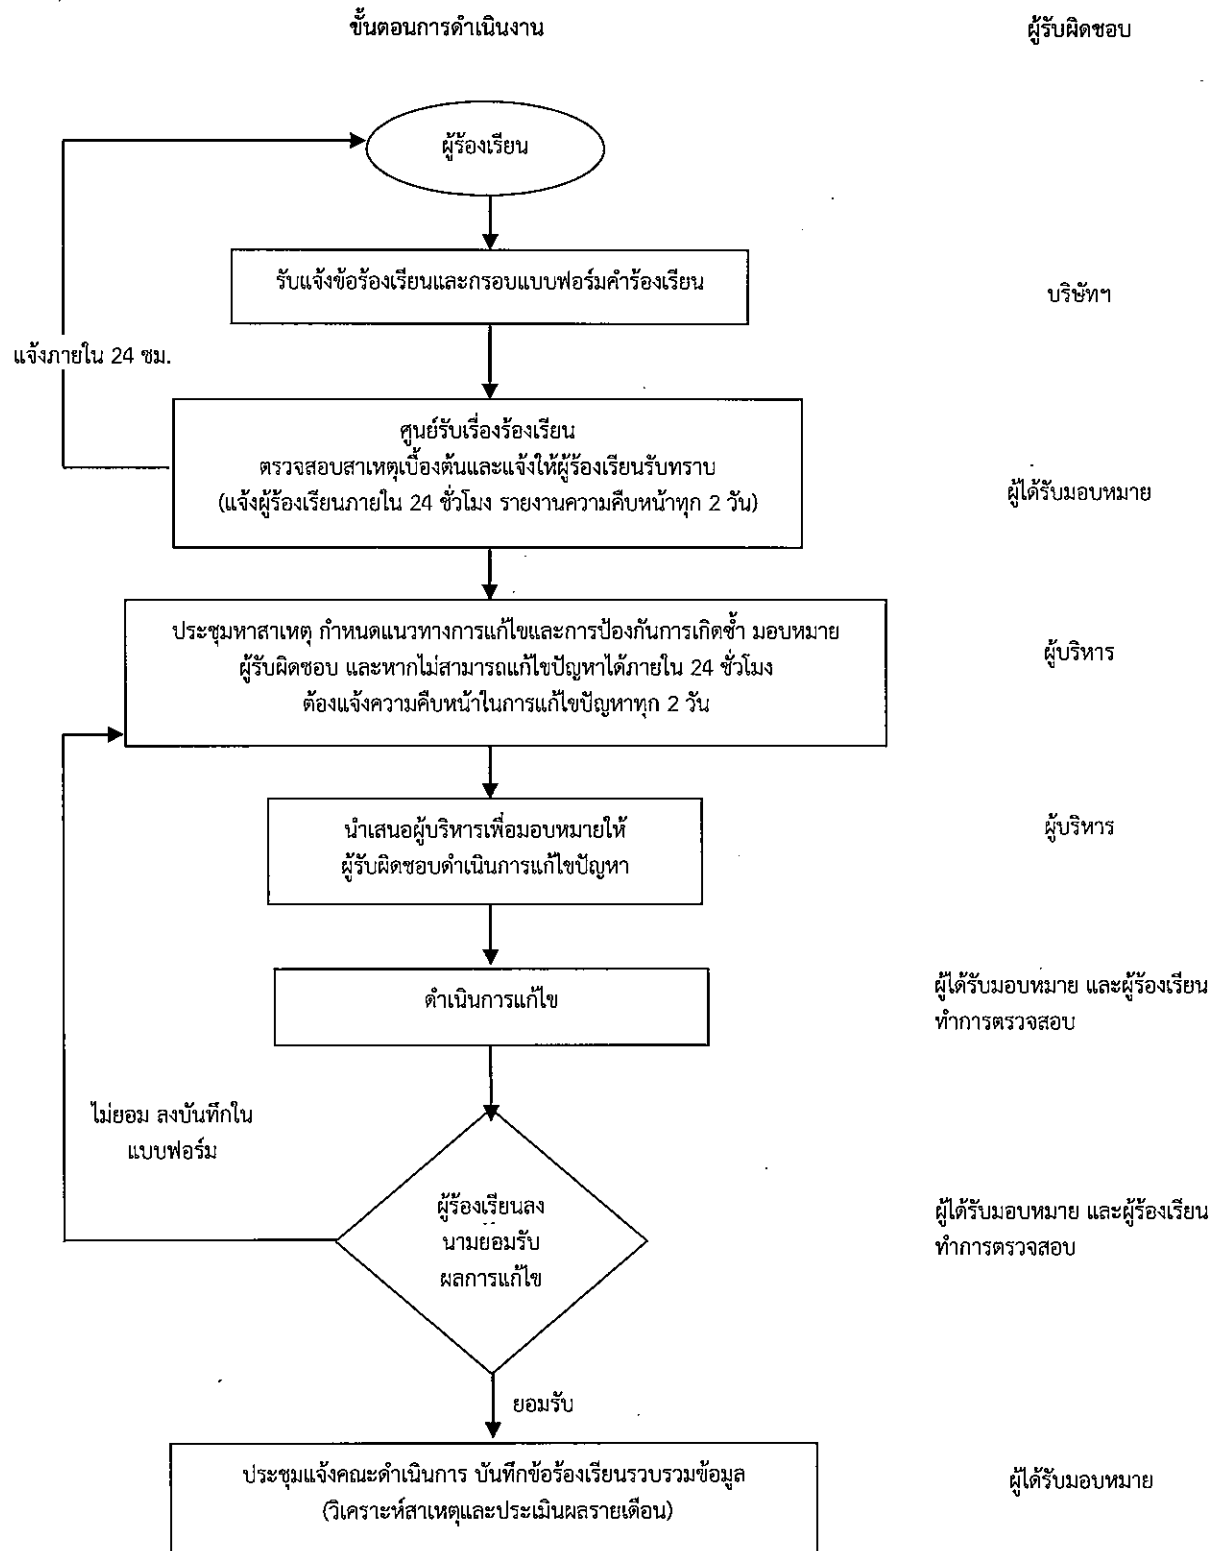 ขั้นตอนการดำเนินงาน
ผู้รับผิดชอบ
ผู้ร้องเรียน
รับแจ้งข้อร้องเรียนและกรอบแบบฟอร์มคำร้องเรียน
บริษัทฯ
แจ้งภายใน 24 ชม.
ศูนย์รับเรื่องร้องเรียน
ตรวจสอบสาเหตุเบื้องต้นและแจ้งให้ผู้ร้องเรียนรับทราบ
(แจ้งผู้ร้องเรียนภายใน 24 ชั่วโมง รายงานความคืบหน้าทุก 2 วัน)
ผู้ได้รับมอบหมาย
ประชุมหาสาเหตุ กำหนดแนวทางการแก้ไขและการป้องกันการเกิดซ้ำ มอบหมาย
ผู้รับผิดชอบ และหากไม่สามารถแก้ไขปัญหาได้ภายใน 24 ชั่วโมง
ต้องแจ้งความคืบหน้าในการแก้ไขปัญหาทุก 2 วัน
ผู้บริหาร
นำเสนอผู้บริหารเพื่อมอบหมายให้
ผู้รับผิดชอบดำเนินการแก้ไขปัญหา
ผู้บริหาร
ดำเนินการแก้ไข
ผู้ได้รับมอบหมาย และผู้ร้องเรียน
ทำการตรวจสอบ
ไม่ยอม ลงบันทึกใน
แบบฟอร์ม
ผู้ร้องเรียนลง
นามยอมรับ
ผลการแก้ไข
ผู้ได้รับมอบหมาย และผู้ร้องเรียน
ทำการตรวจสอบ
ยอมรับ
ประชุมแจ้งคณะดำเนินการ บันทึกข้อร้องเรียนรวบรวมข้อมูล
(วิเคราะห์สาเหตุและประเมินผลรายเดือน)
ผู้ได้รับมอบหมาย